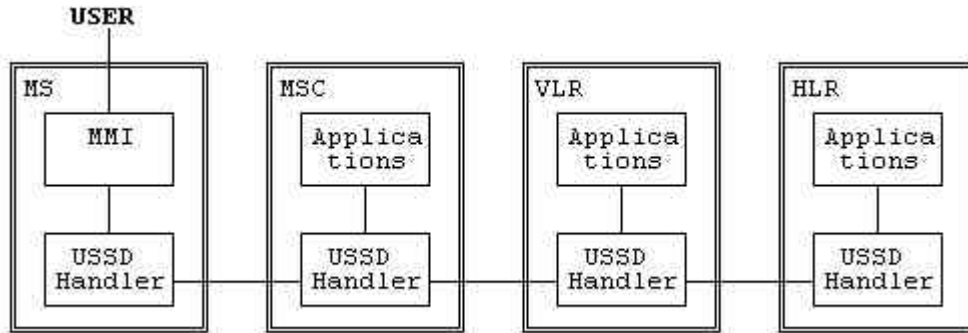 USER
MS
MMI
USSD
Handler
MSC
Applica
tions
USSD
Handler
VLR
Applica
tions
USSD
Handler
HLR
Applica
tions
USSD
Handler